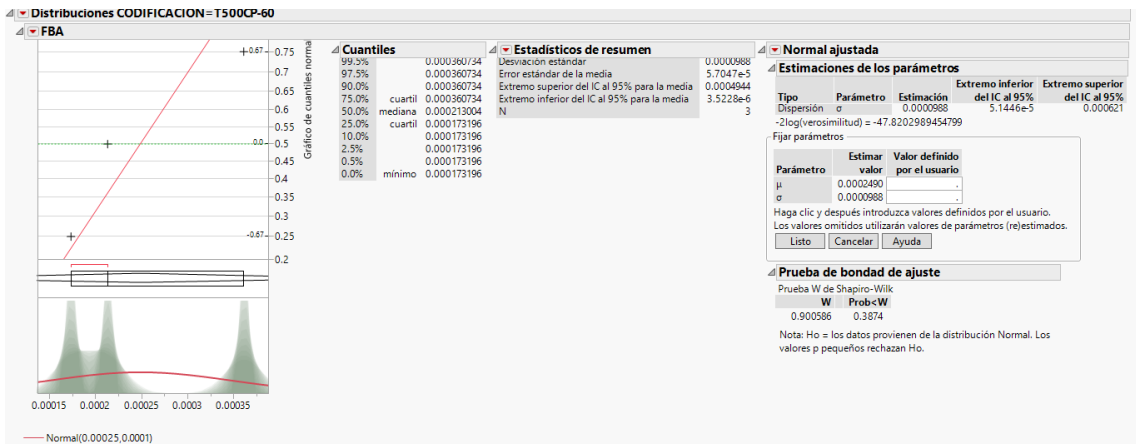 Distribuciones CODIFICACION=T500CP-60
FBA
0.67 0.75
0.7
0.65
0.6
0.55
0.0 0.5
0.45
0.4
0.35
0.3
-0.67 0.25
0.2
Gráfico de cuantiles norma
0.00015 0.0002 0.00025 0.0003 0.00035
Normal(0.00025,0.0001)
Cuantiles
99.5% 0.000360734
97.5% 0.000360734
90.0% 0.000360734
75.0% cuartil 0.000360734
50.0% mediana 0.000213004
25.0% cuartil 0.000173196
10.0% 0.000173196
2.5% 0.000173196
0.5% 0.000173196
0.0% mínimo 0.000173196
Estadísticos de resumen
Desviación estándar 0.0000988
Error estándar de la media 5.7047e-5
Extremo superior del IC al 95% para la media 0.0004944
Extremo inferior del IC al 95% para la media 3.5228e-6
N 3
Normal ajustada
Estimaciones de los parámetros
Extremo inferior Extremo superior
Tipo Parámetro Estimación del IC al 95% del IC al 95%
Dispersión σ 0.0000988 5.1446e-5 0.000621
-2log(verosimilitud) = -47.8202989454799
Fijar parámetros
Estimar Valor definido
Parámetro valor por el usuario
μ 0.0002490 .
σ 0.0000988 .
Haga clic y después introduzca valores definidos por el usuario.
Los valores omitidos utilizarán valores de parámetros (re)estimados.
Listo Cancelar Ayuda
Prueba de bondad de ajuste
Prueba W de Shapiro-Wilk
W Prob<W
0.900586 0.3874
Nota: Ho = los datos provienen de la distribución Normal. Los
valores p pequeños rechazan Ho.